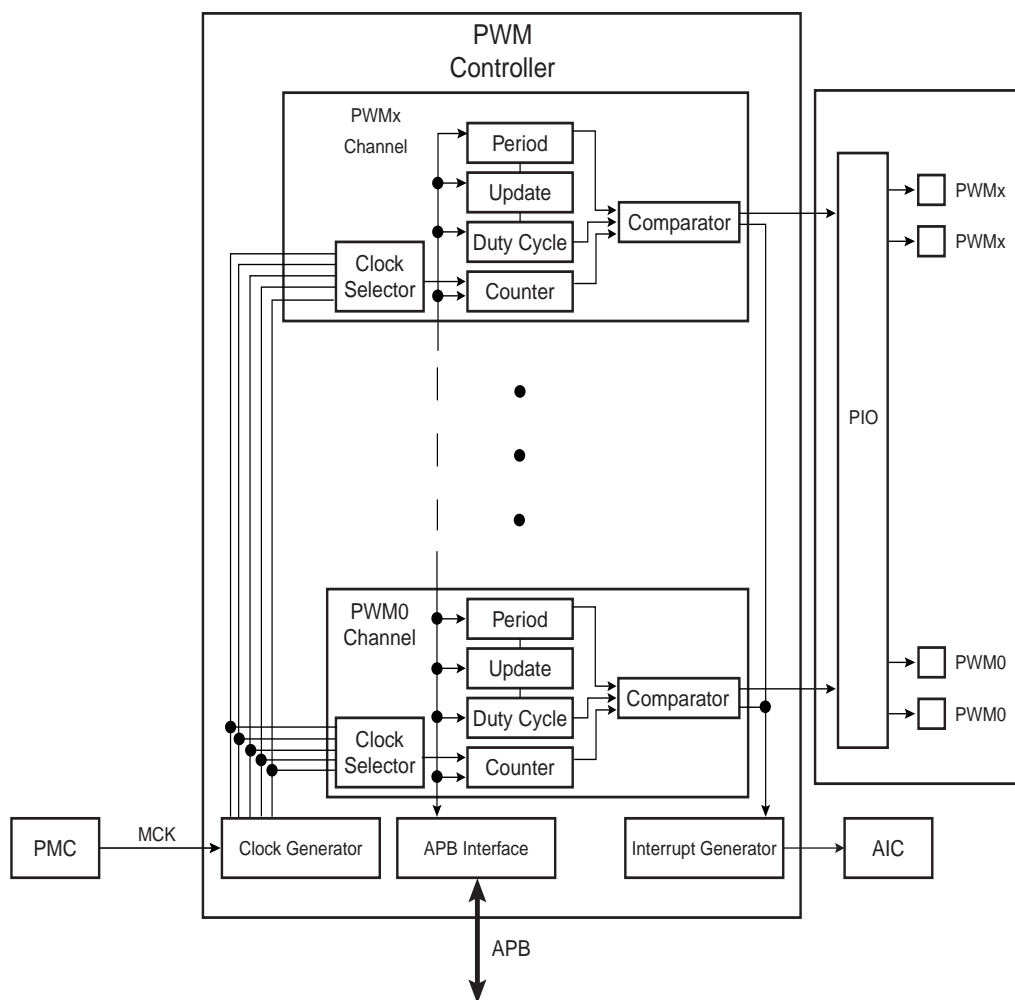 PWM
Controller
PWMx
Channel
Period
Update
Duty Cycle
Comparator
Clock
Selector
Counter
PIO
PWMx
PWMx
PWM0
Channel
Period
Update
Duty Cycle
Comparator
Clock
Selector
Counter
PWM0
PWM0
PMC
MCK
Clock Generator
APB Interface
Interrupt Generator
AIC
APB